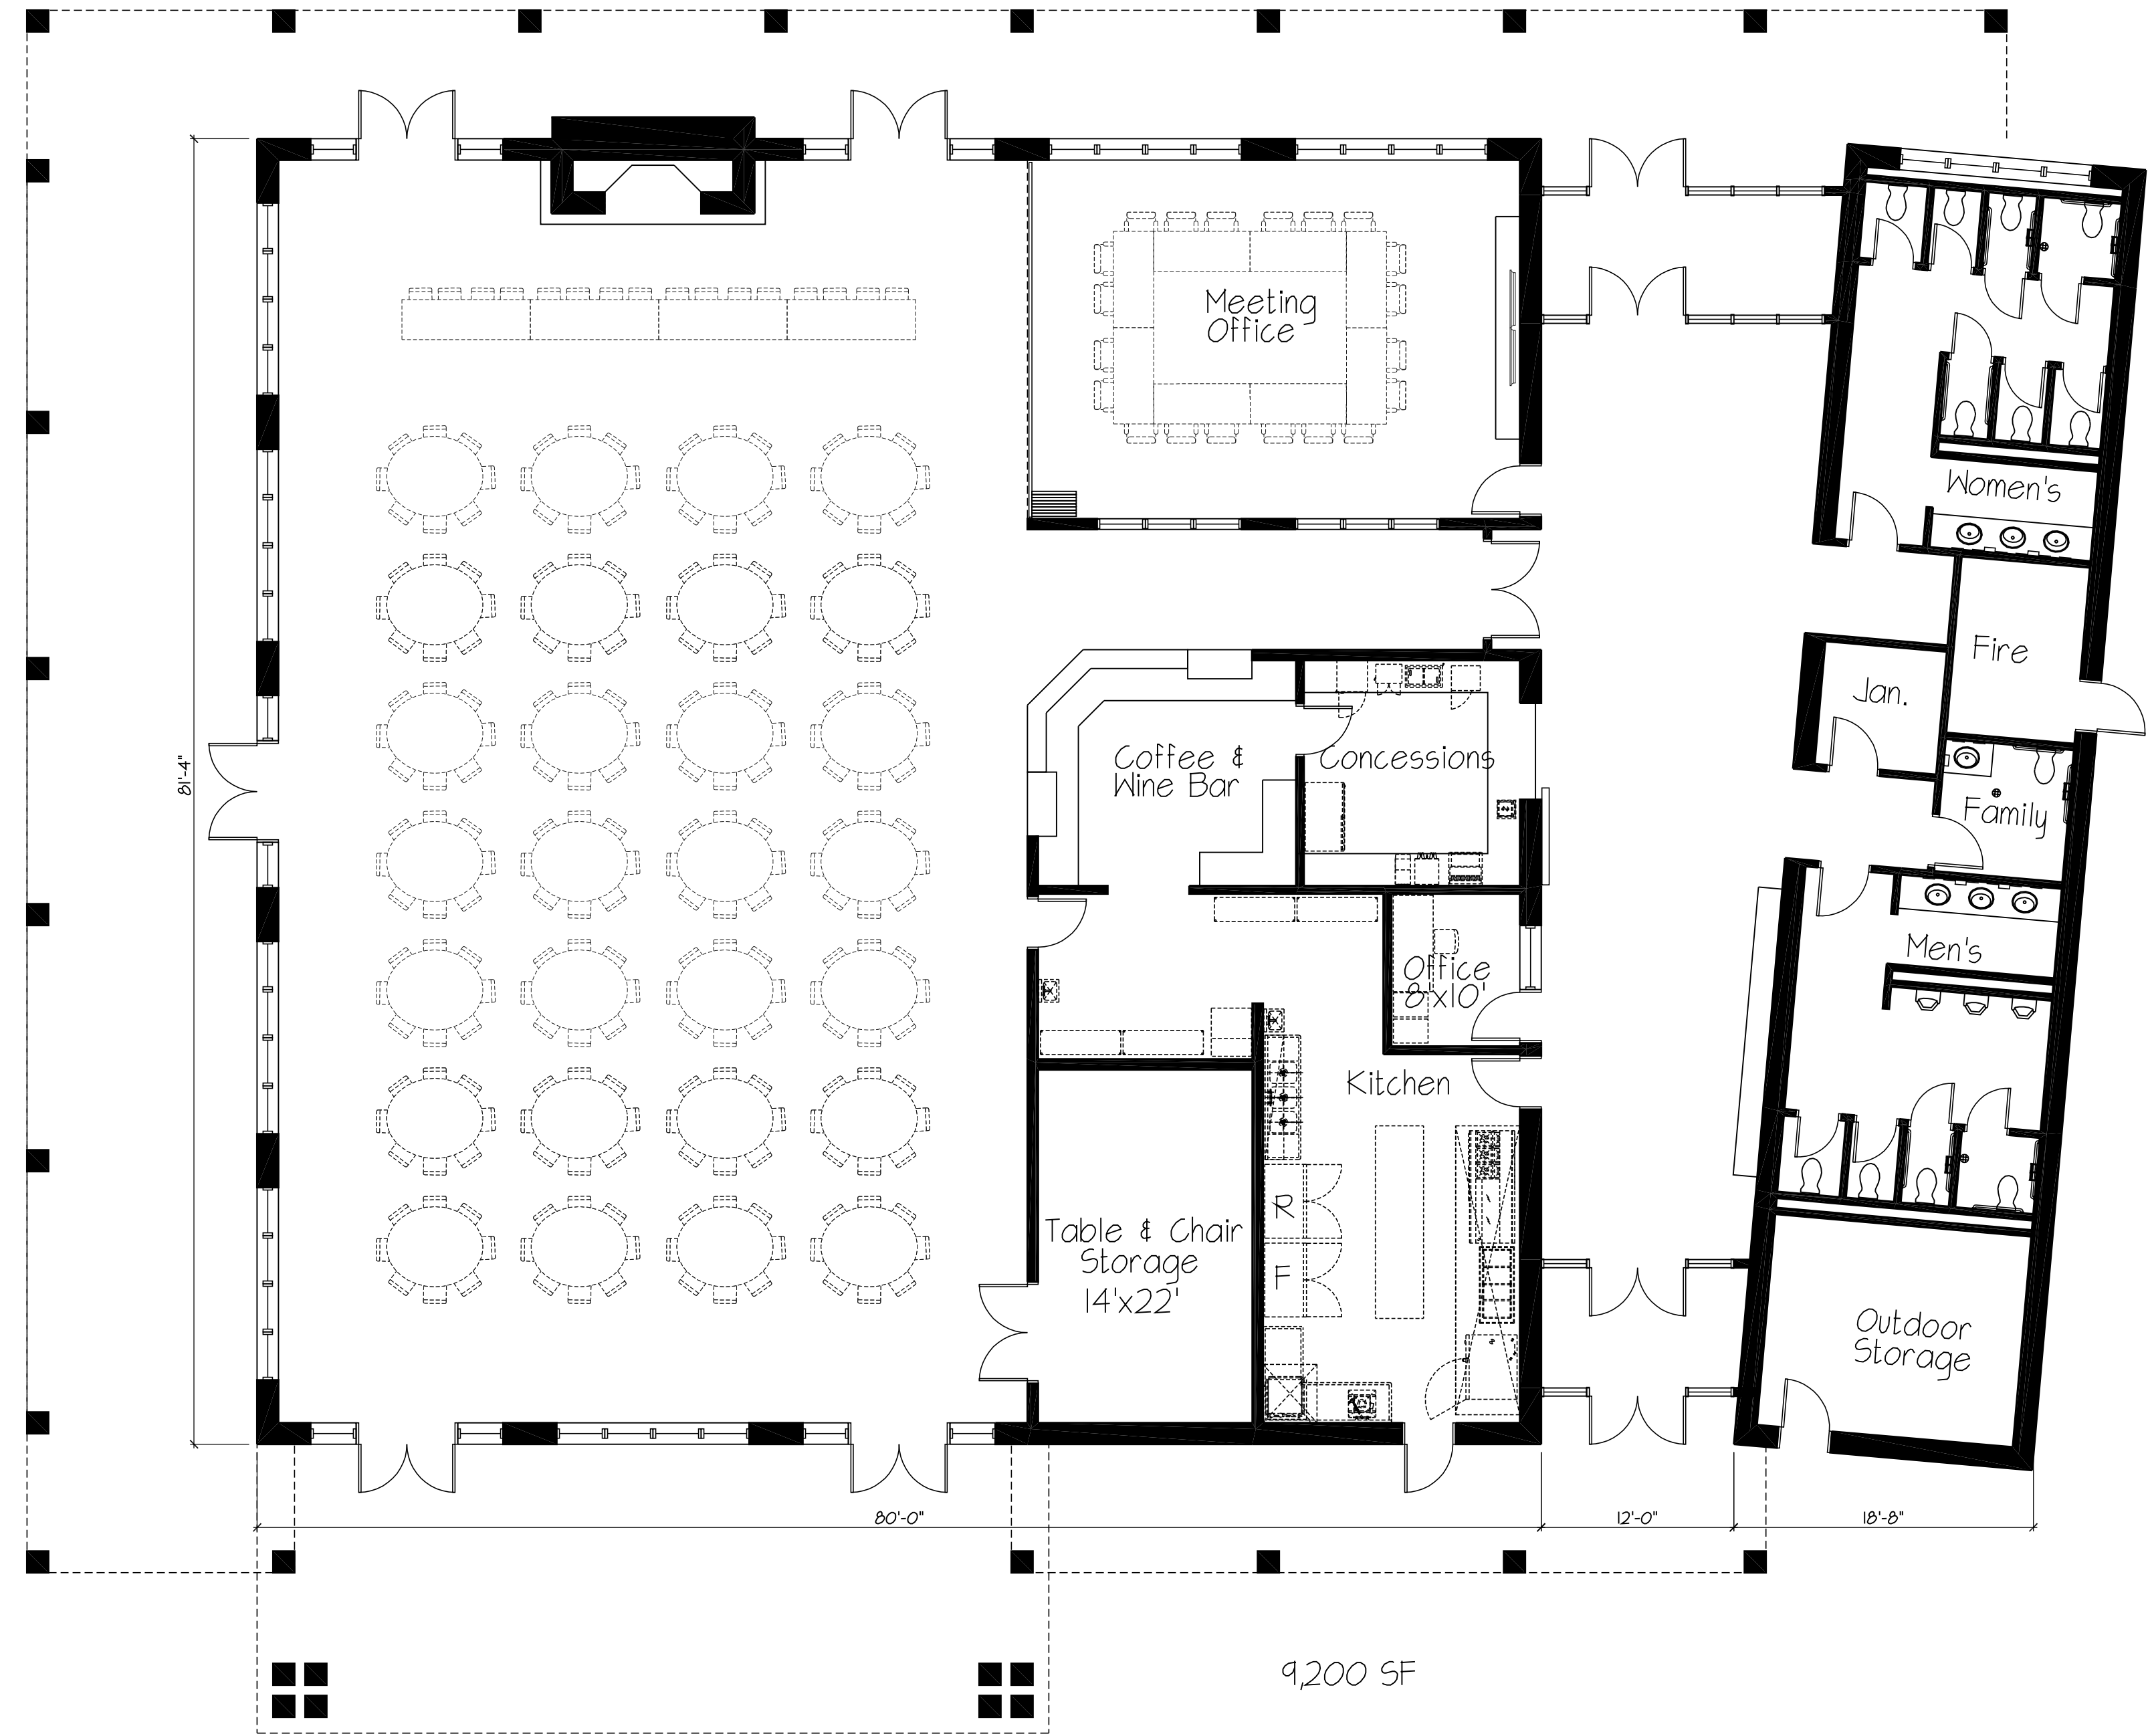 Meeting
Office
Women's
Fire
Jan.
Coffee &
Wine Bar
Concessions
Family
81'-4"
Men's
Office
8'x10'
Kitchen
R
F
Table & Chair
Storage
14'x22'
Outdoor
Storage
80'-0"
12'-0"
18'-8"
9,200 SF